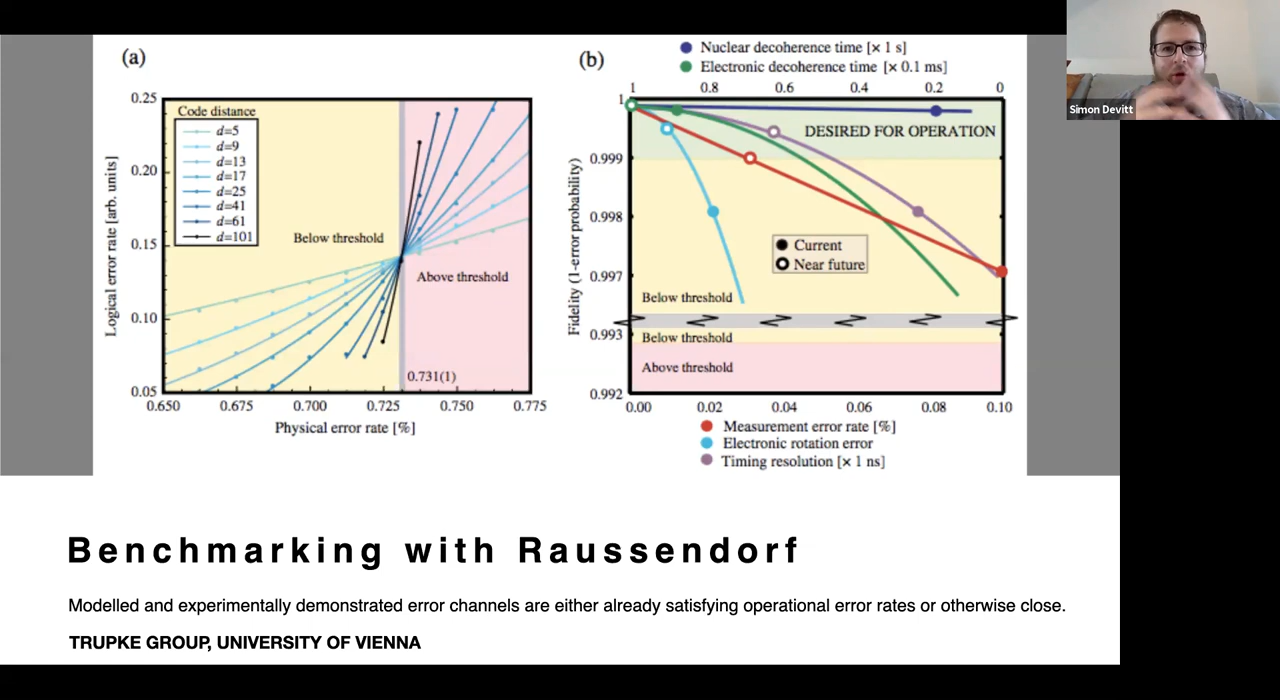 (a)
0.25
0.20
0.15
0.10
0.05
Logical error rate [arb. units]
Code distance
d=5
d=9
d=13
d=17
d=25
d=41
d=61
d=101
Below threshold
Above threshold
0.731(1)
0.650 0.675 0.700 0.725 0.750 0.775
Physical error rate [%]
(b)
Nuclear decoherence time [× 1 s]
Electronic decoherence time [× 0.1 ms]
1 0.8 0.6 0.4 0.2 0
1
0.999
0.998
0.997
0.993
0.992
Fidelity (1-error probability)
DESIRED FOR OPERATION
Current
Near future
Below threshold
Below threshold
Above threshold
0.00 0.02 0.04 0.06 0.08 0.10
Measurement error rate [%]
Electronic rotation error
Timing resolution [× 1 ns]
Simon Devitt
Benchmarking with Raussendorf
Modelled and experimentally demonstrated error channels are either already satisfying operational error rates or otherwise close.
TRUPKE GROUP, UNIVERSITY OF VIENNA